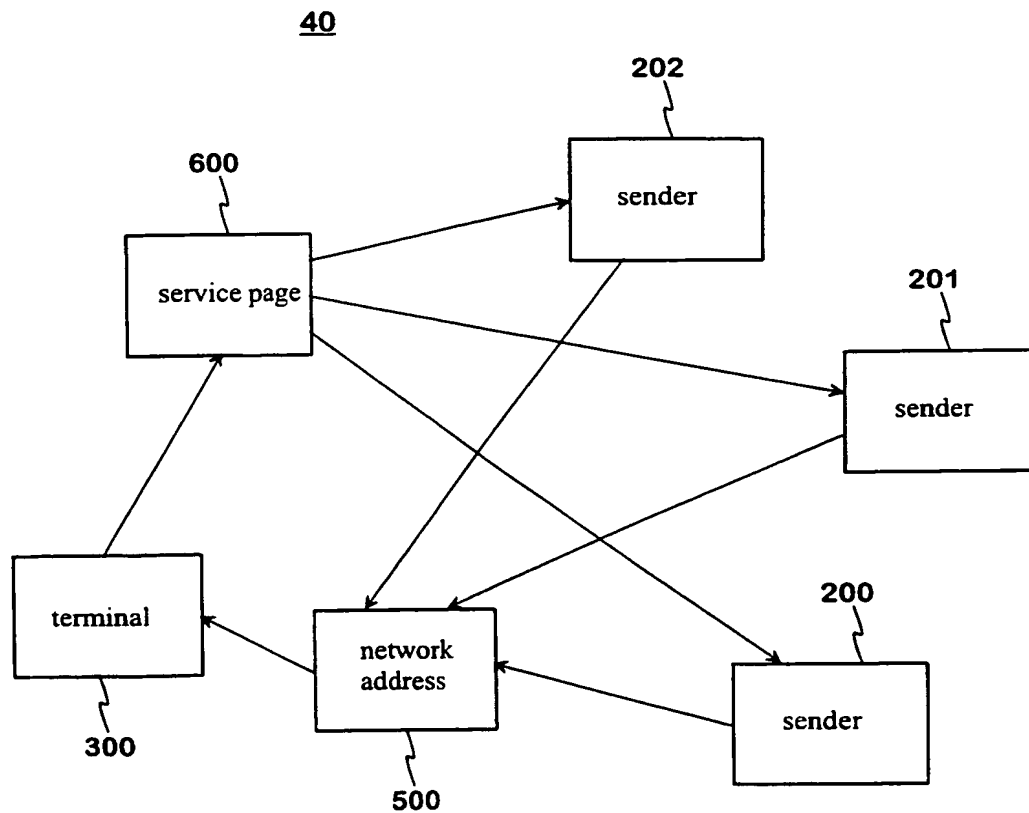 40
202
sender
600
service page
201
sender
terminal
300
network
address
500
200
sender